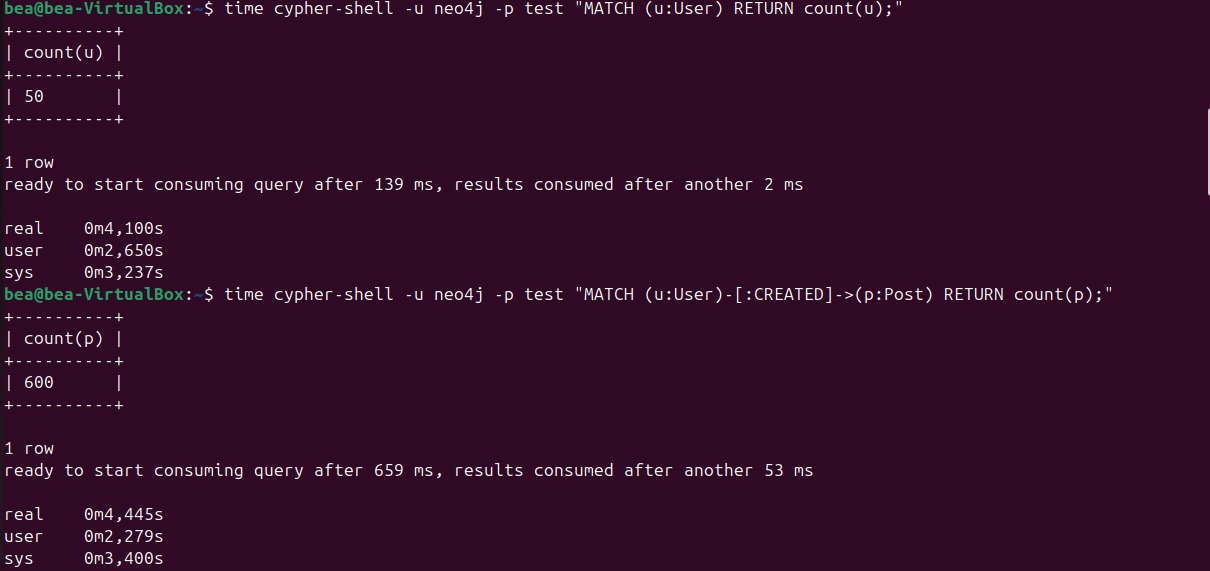 bea@bea-VirtualBox:~$ time cypher-shell -u neo4j -p test "MATCH (u:User) RETURN count(u);"
+----------+
| count(u) |
+----------+
| 50       |
+----------+
1 row
ready to start consuming query after 139 ms, results consumed after another 2 ms
real    0m4,100s
user    0m2,650s
sys     0m3,237s
bea@bea-VirtualBox:~$ time cypher-shell -u neo4j -p test "MATCH (u:User)-[:CREATED]->(p:Post) RETURN count(p);"
+----------+
| count(p) |
+----------+
| 600      |
+----------+
1 row
ready to start consuming query after 659 ms, results consumed after another 53 ms
real    0m4,445s
user    0m2,279s
sys     0m3,400s